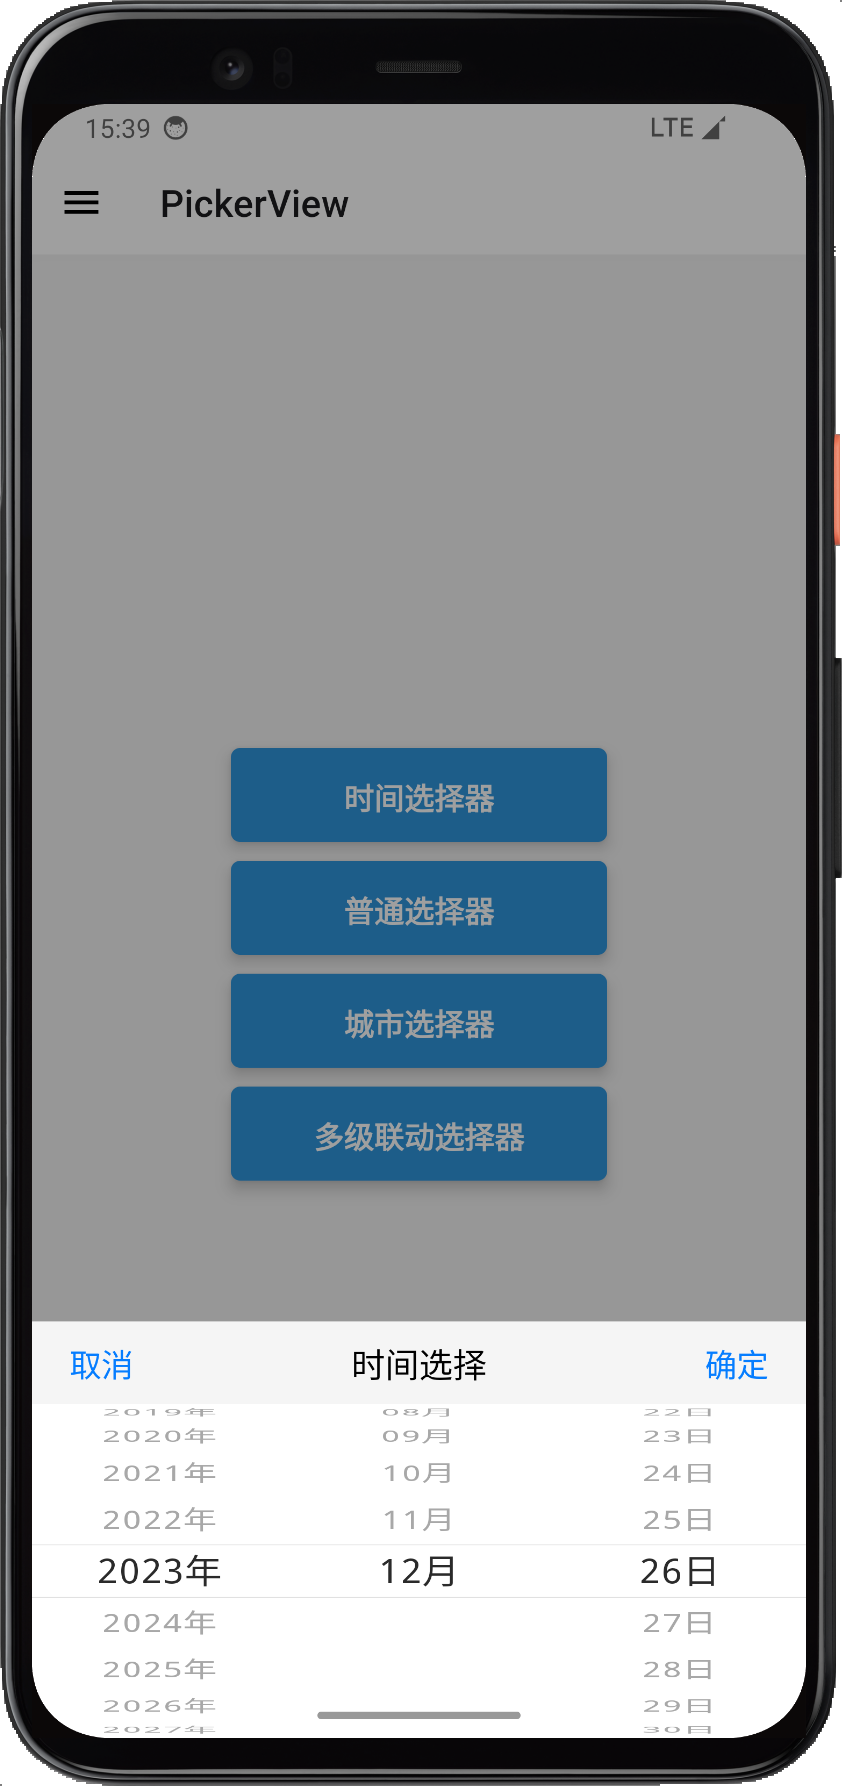 15:39 LTE
PickerView
时间选择器
普通选择器
城市选择器
多级联动选择器
取消 时间选择 确定
2019年 08月 22日
2020年 09月 23日
2021年 10月 24日
2022年 11月 25日
2023年 12月 26日
2024年 27日
2025年 28日
2026年 29日
2027年 30日